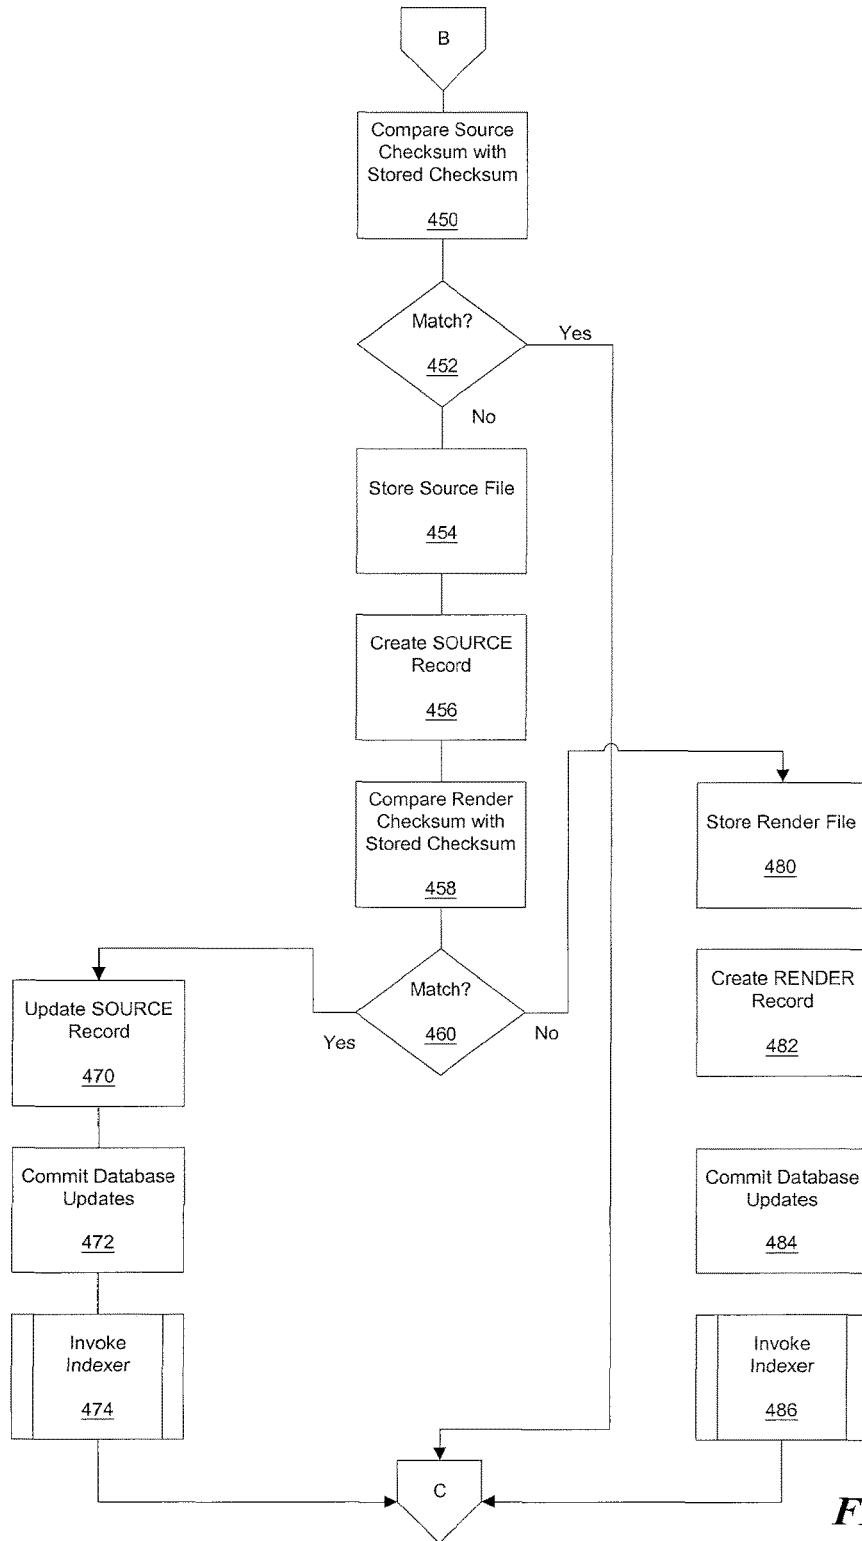 B
Compare Source
Checksum with
Stored Checksum
450
Match?
452
Yes
No
Store Source File
454
Create SOURCE
Record
456
Compare Render
Checksum with
Stored Checksum
458
Match?
460
Yes
No
Update SOURCE
Record
470
Commit Database
Updates
472
Invoke
Indexer
474
Store Render File
480
Create RENDER
Record
482
Commit Database
Updates
484
Invoke
Indexer
486
C